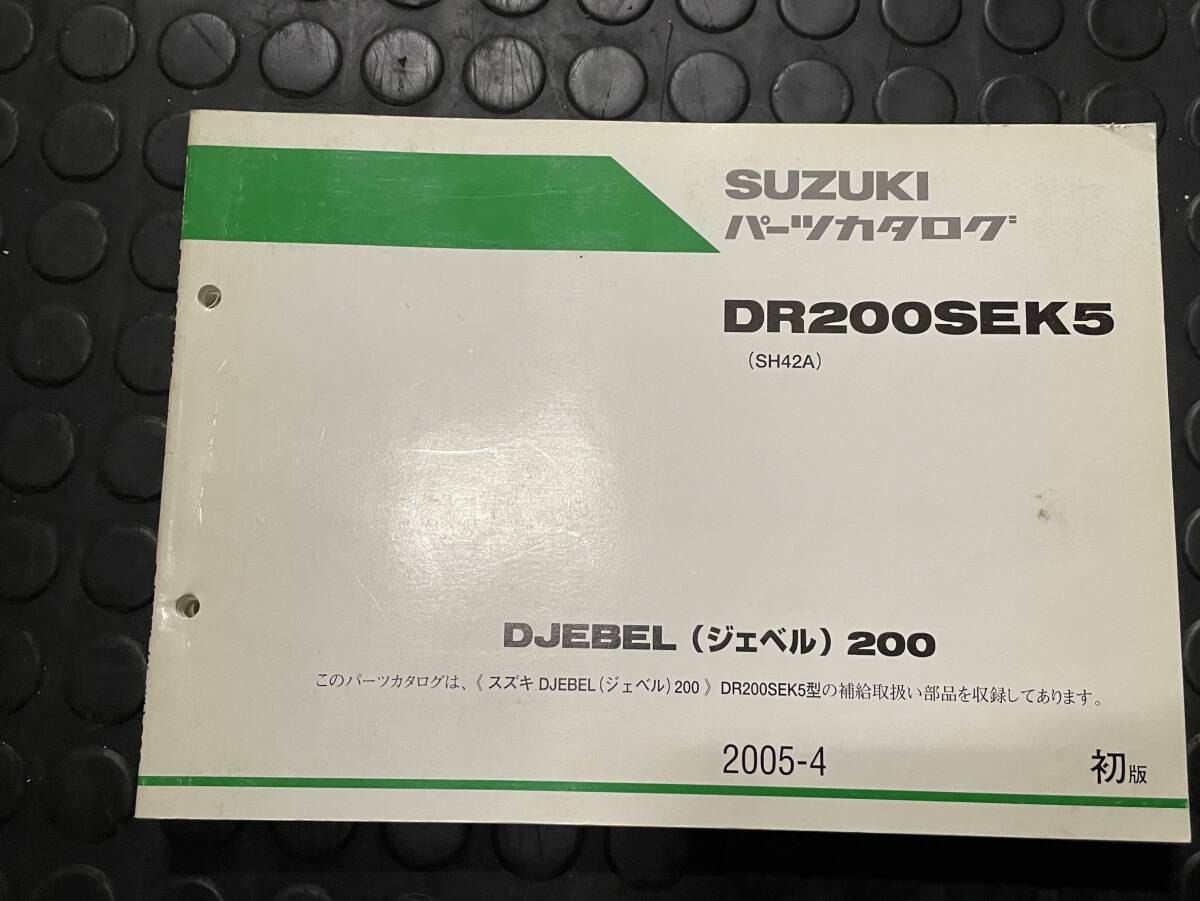 SUZUKI
パーツカタログ
DR200SEK5
（SH42A）
DJEBEL（ジェベル）200
このパーツカタログは、《 スズキ DJEBEL（ジェベル）200 》 DR200SEK5型の補給取扱い部品を収録してあります。
2005-4 初版